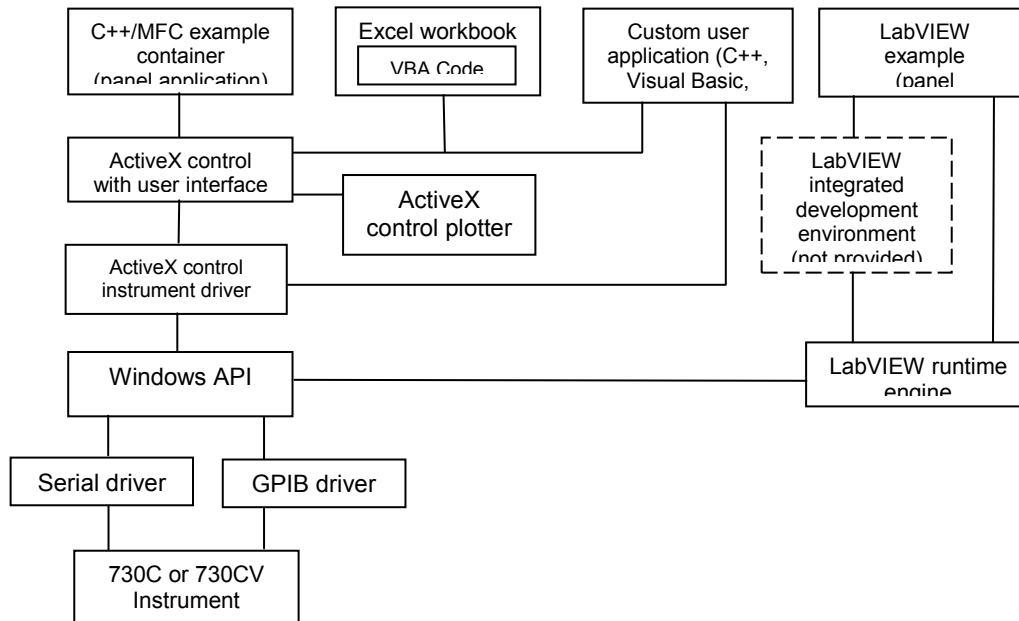 C++/MFC example
container
(panel application)
Excel workbook
VBA Code
Custom user
application (C++,
Visual Basic,
LabVIEW
example
(panel
ActiveX control
with user interface
ActiveX
control plotter
LabVIEW
integrated
development
environment
(not provided)
ActiveX control
instrument driver
Windows API
LabVIEW runtime
engine
Serial driver
GPIB driver
730C or 730CV
Instrument